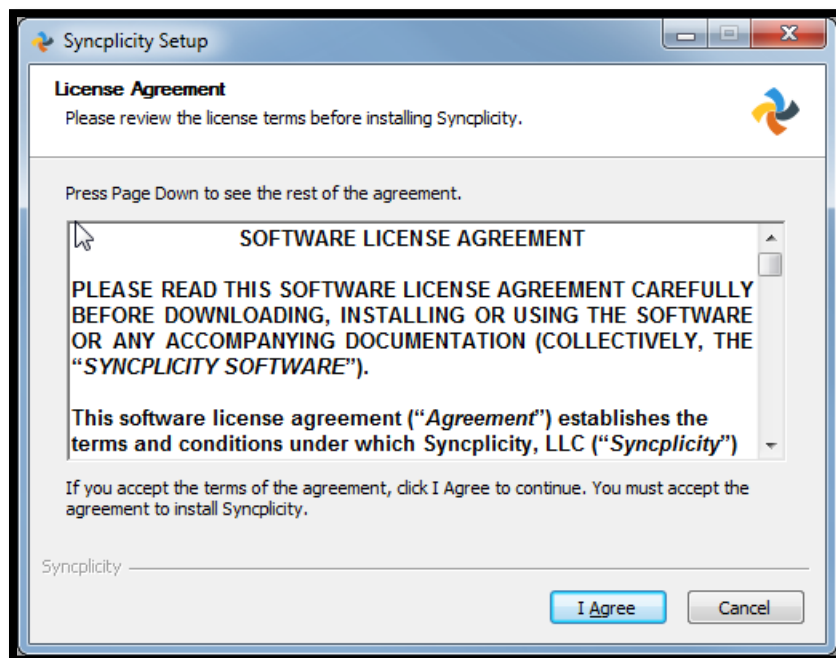 Syncplicity Setup
License Agreement
Please review the license terms before installing Syncplicity.
Press Page Down to see the rest of the agreement.
SOFTWARE LICENSE AGREEMENT
PLEASE READ THIS SOFTWARE LICENSE AGREEMENT CAREFULLY
BEFORE DOWNLOADING, INSTALLING OR USING THE SOFTWARE
OR ANY ACCOMPANYING DOCUMENTATION (COLLECTIVELY, THE
“SYNCPLICITY SOFTWARE”).
This software license agreement (“Agreement”) establishes the
terms and conditions under which Syncplicity, LLC (“Syncplicity”)
If you accept the terms of the agreement, click I Agree to continue. You must accept the
agreement to install Syncplicity.
Syncplicity
I Agree
Cancel